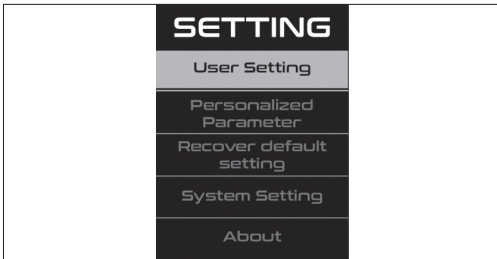 SETTING
User Setting
Personalized
Parameter
Recover default
setting
System Setting
About